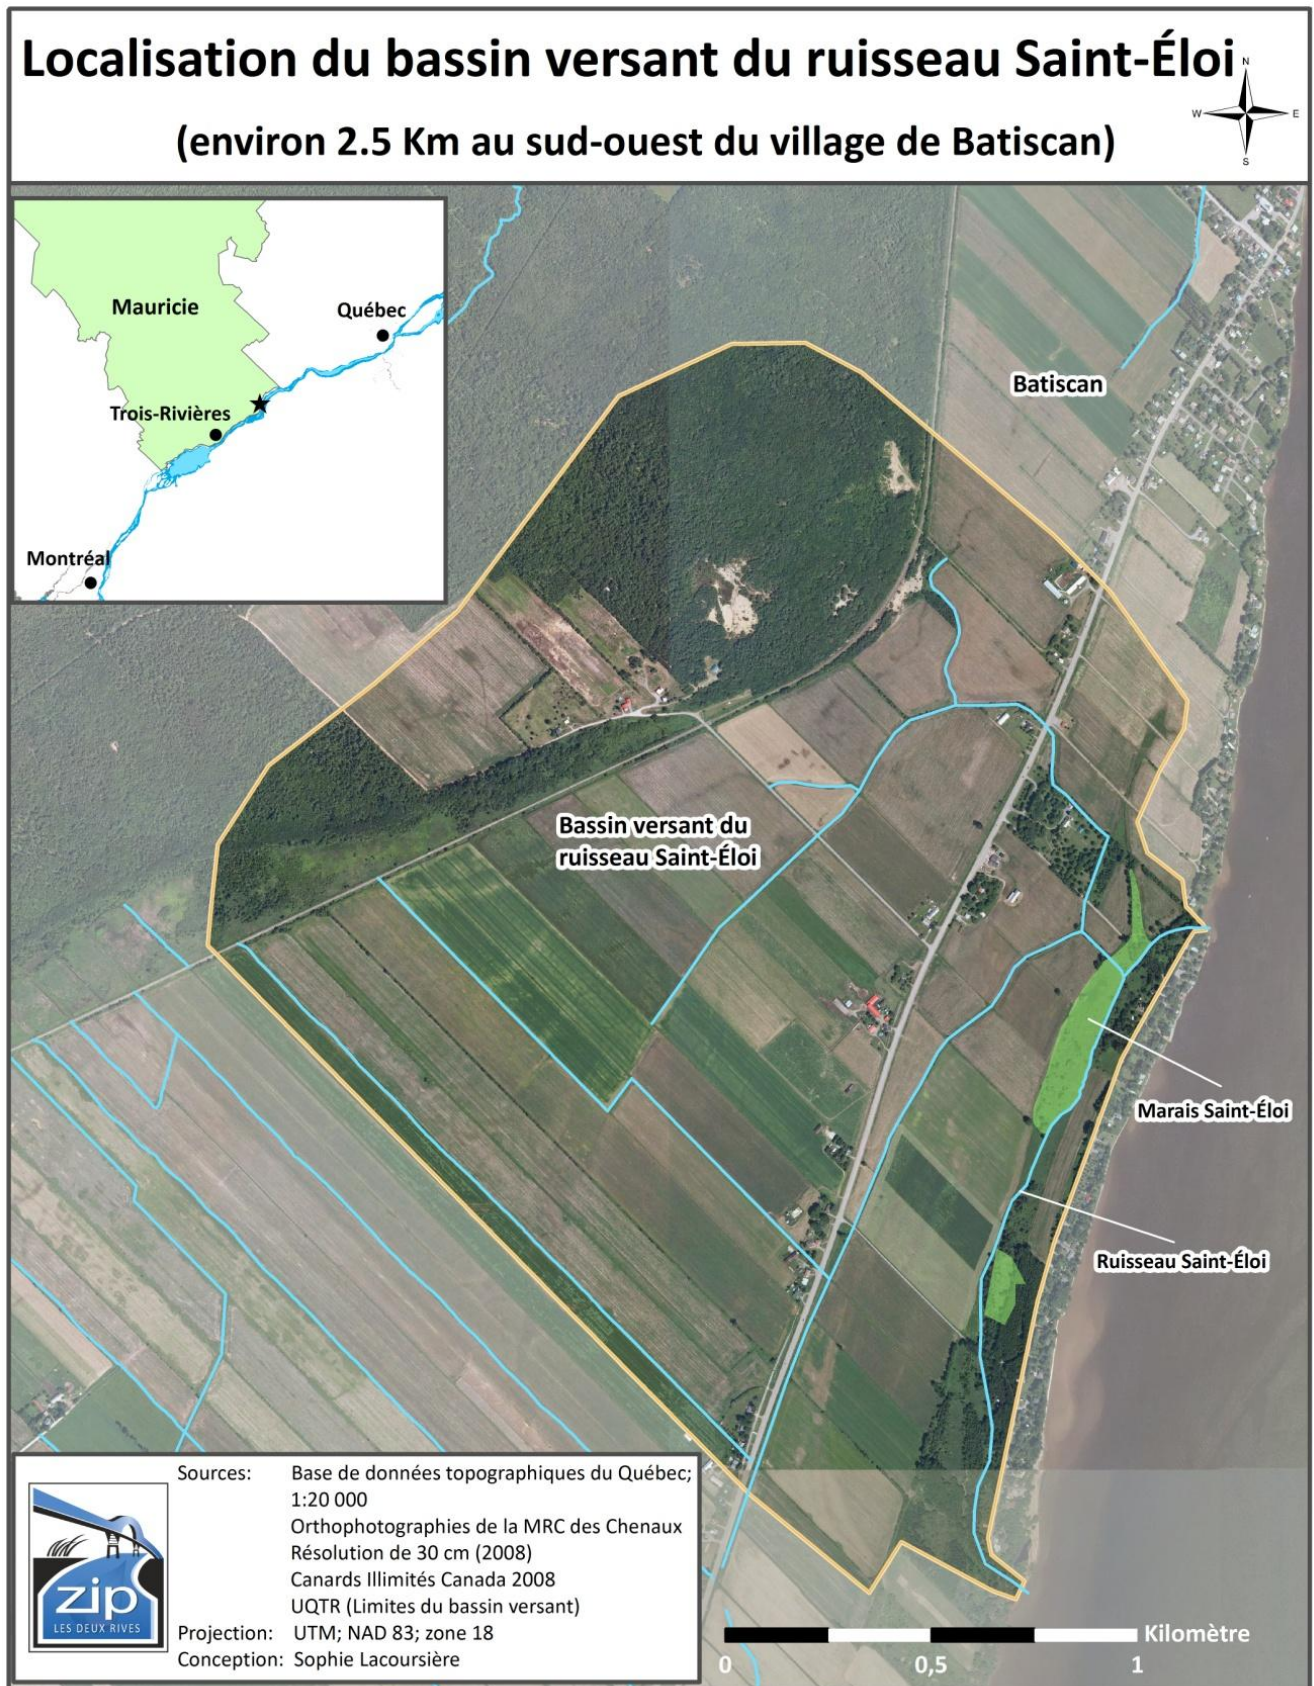 Localisation du bassin versant du ruisseau Saint-Éloi
(environ 2.5 Km au sud-ouest du village de Batiscan)
N
W
E
S
Mauricie
Québec
Trois-Rivières
Montréal
Batiscan
Bassin versant du
ruisseau Saint-Éloi
Marais Saint-Éloi
Ruisseau Saint-Éloi
zip
LES DEUX RIVES
Sources: Base de données topographiques du Québec;
1:20 000
Orthophotographies de la MRC des Chenaux
Résolution de 30 cm (2008)
Canards Illimités Canada 2008
UQTR (Limites du bassin versant)
Projection: UTM; NAD 83; zone 18
Conception: Sophie Lacoursière
Kilomètre
0 0,5 1